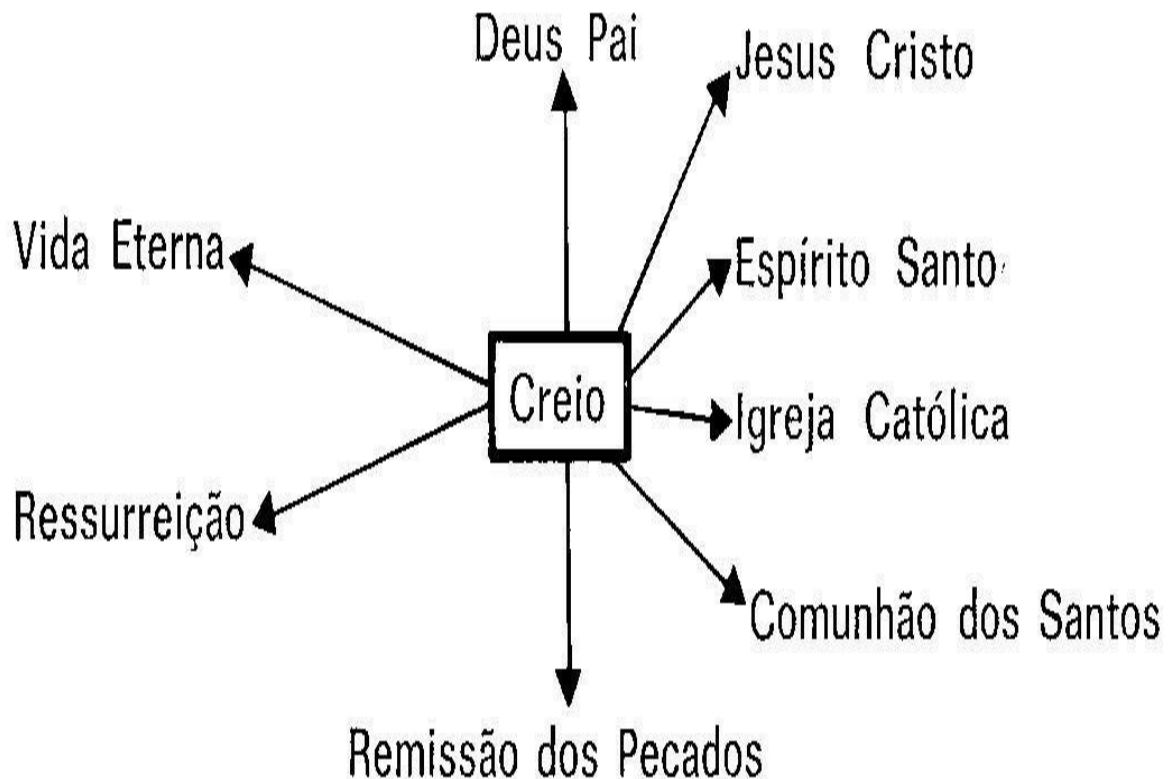 Deus Pai
Jesus Cristo
Vida Eterna
Espírito Santo
Creio
Igreja Católica
Ressurreição
Comunhão dos Santos
Remissão dos Pecados